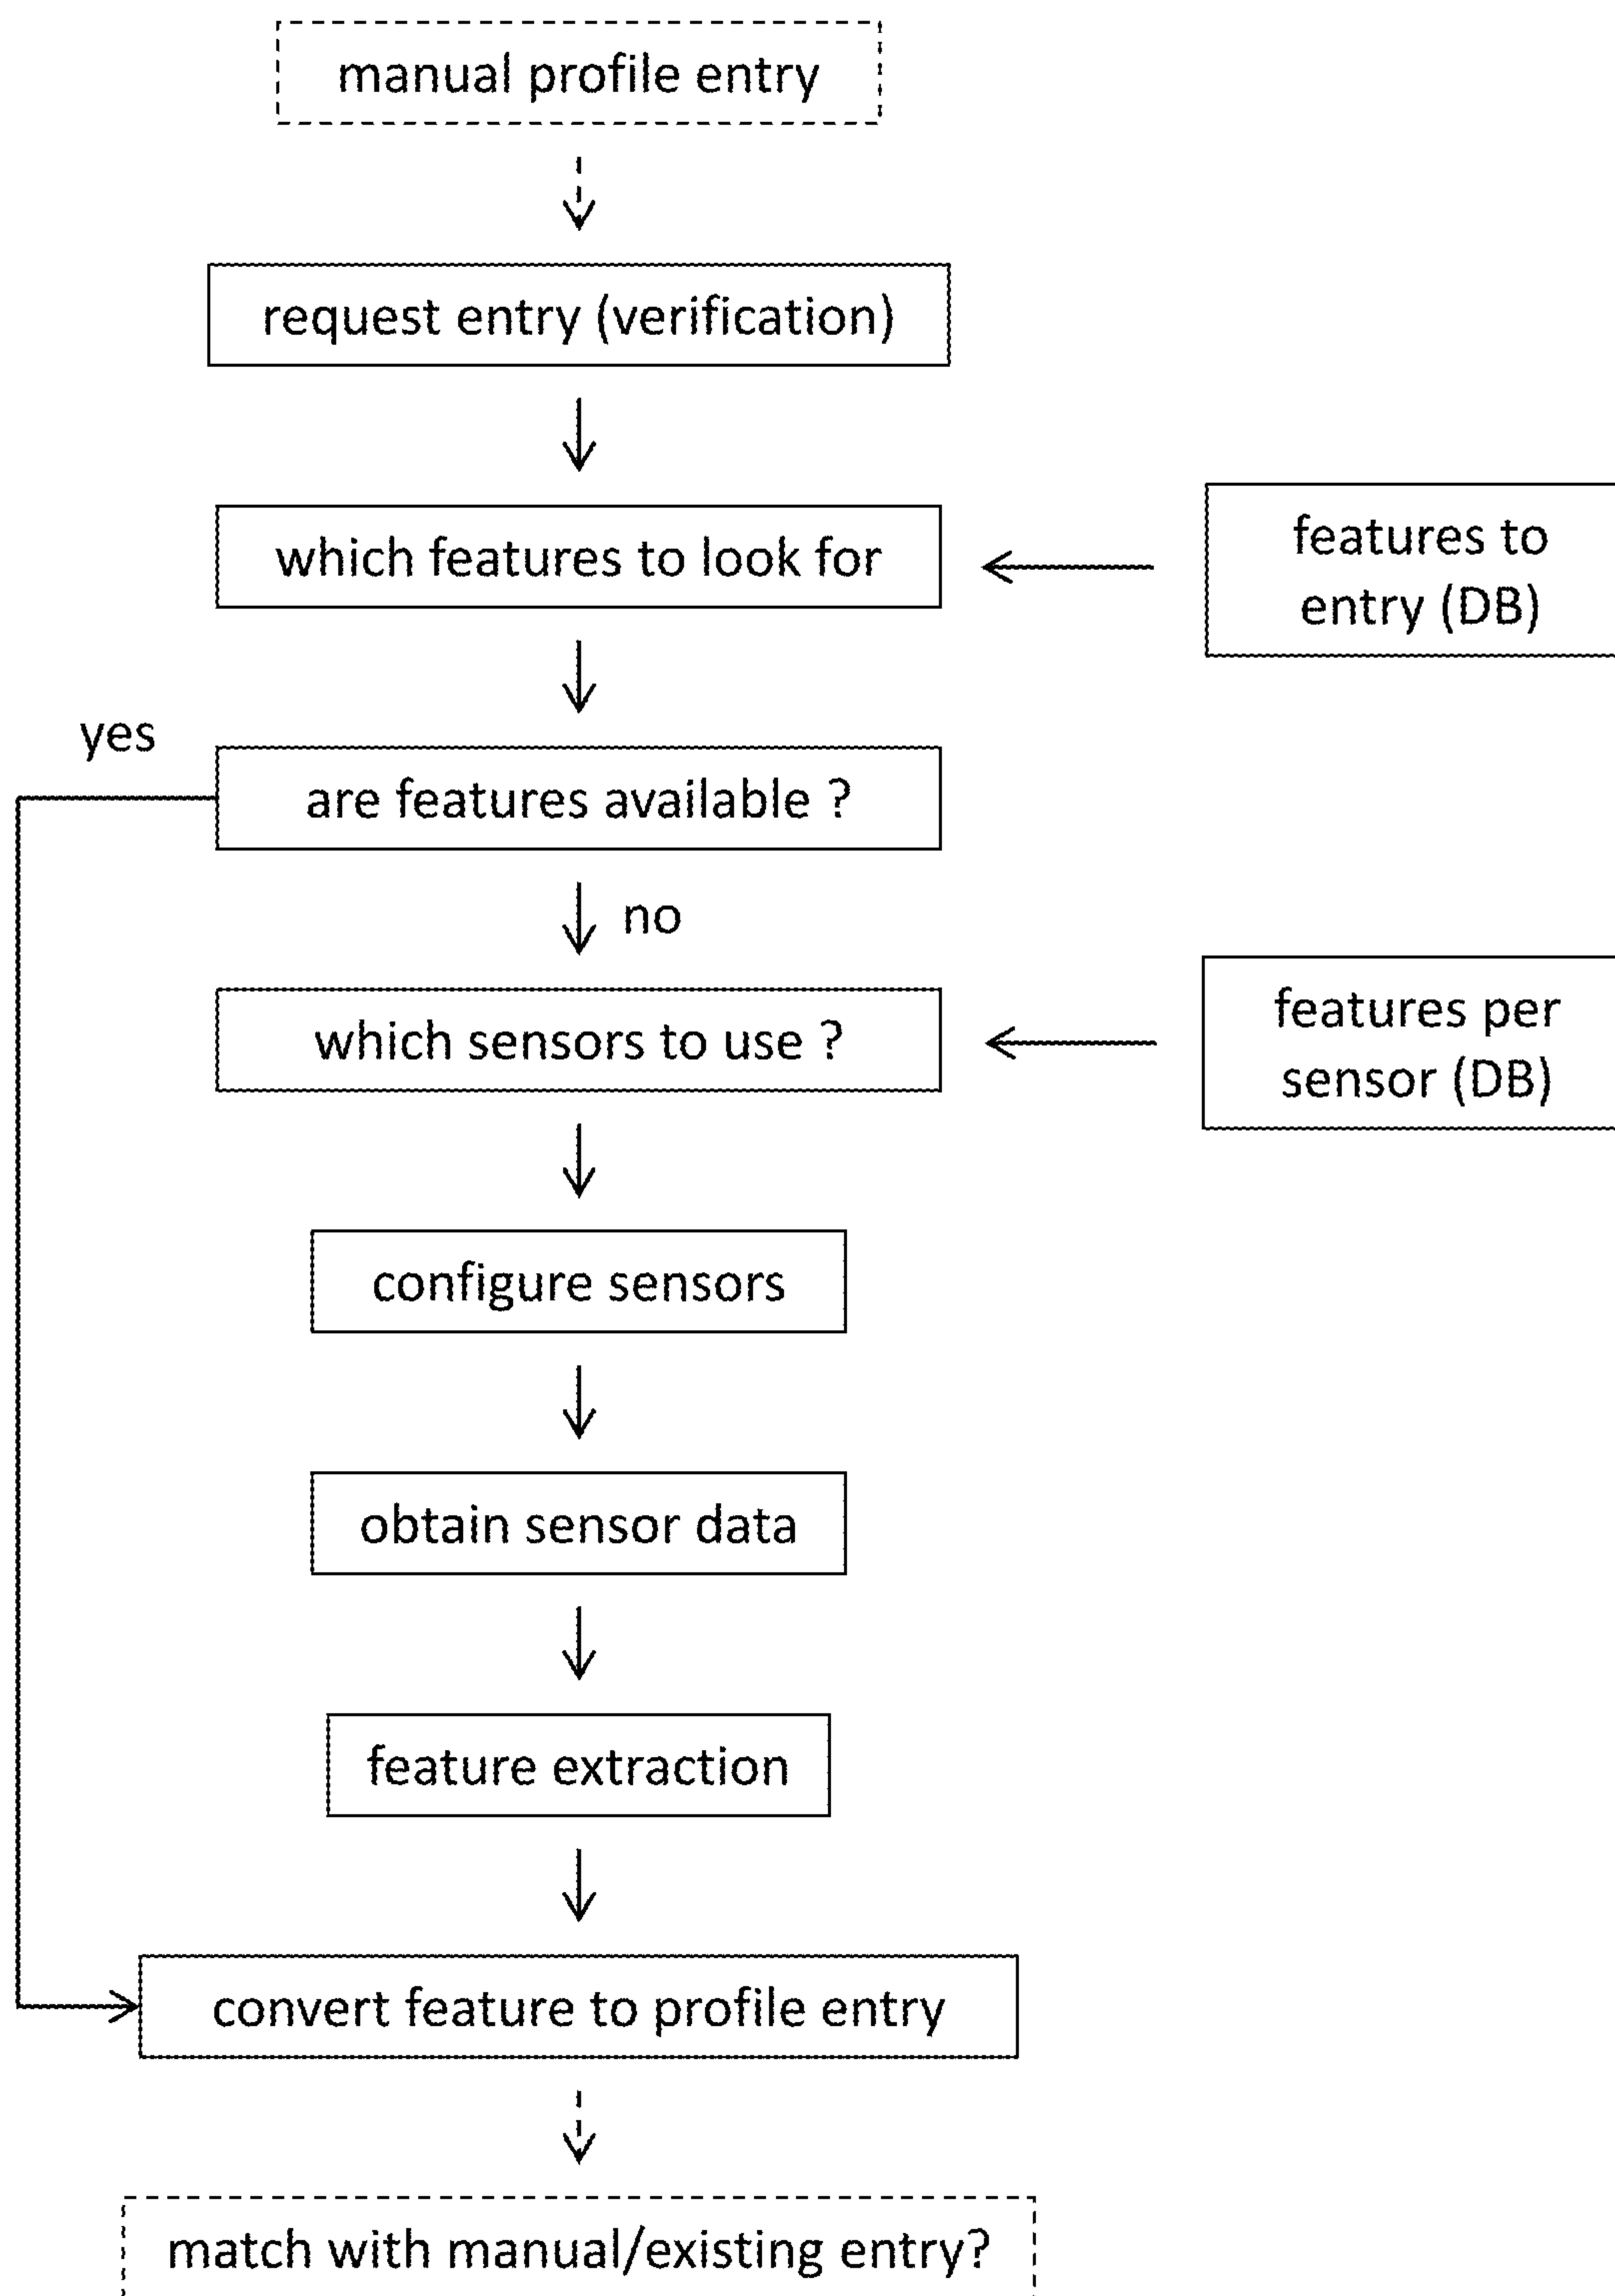 manual profile entry
request entry (verification)
which features to look for
features to
entry (DB)
yes
are features available ?
no
which sensors to use ?
features per
sensor (DB)
configure sensors
obtain sensor data
feature extraction
convert feature to profile entry
match with manual/existing entry?